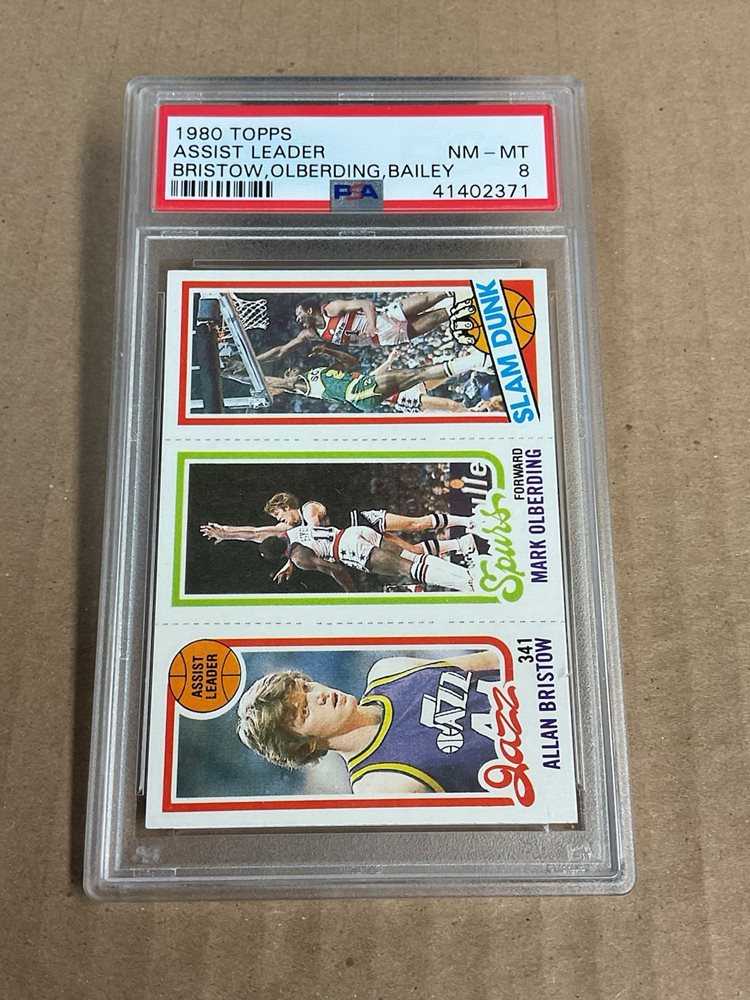 1980 TOPPS
ASSIST LEADER NM-MT
BRISTOW,OLBERDING,BAILEY 8
PSA 41402371
SLAM DUNK
Spurs
FORWARD
MARK OLBERDING
ASSIST
LEADER
JAZZ
Jazz
341
ALLAN BRISTOW